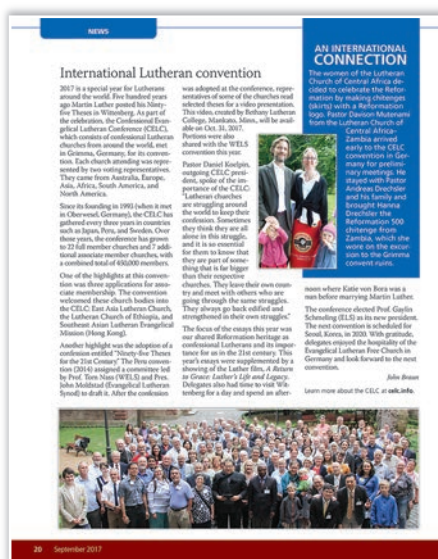 NEWS
International Lutheran convention
2017 is a special year for Lutherans
around the world. Five hundred years
ago Martin Luther posted his Ninety-
five Theses in Wittenberg. As part of
the celebration, the Confessional Evan-
gelical Lutheran Conference (CELC),
which consists of confessional Lutheran
churches from around the world, met
in Grimma, Germany, for its conven-
tion. Each church attending was repre-
sented by two voting representatives.
They came from Australia, Europe,
Asia, Africa, South America, and
North America.
Since its founding in 1993 (when it met
in Oberwesel, Germany), the CELC has
gathered every three years in countries
such as Japan, Peru, and Sweden. Over
those years, the conference has grown
to 22 full member churches and 7 addi-
tional associate member churches, with
a combined total of 450,000 members.
One of the highlights at this conven-
tion was three applications for asso-
ciate membership. The convention
welcomed these church bodies into
the CELC: East Asia Lutheran Church,
the Lutheran Church of Ethiopia, and
Southeast Asian Lutheran Evangelical
Mission (Hong Kong).
Another highlight was the adoption of a
confession entitled "Ninety-five Theses
for the 21st Century." The Peru conven-
tion (2014) assigned a committee led
by Prof. Tom Nass (WELS) and Pres.
John Moldstad (Evangelical Lutheran
Synod) to draft it. After the confession
was adopted at the conference, repre-
sentatives of some of the churches read
selected theses for a video presentation.
This video, created by Bethany Lutheran
College, Mankato, Minn., will be avail-
able on Oct. 31, 2017.
Portions were also
shared with the WELS
convention this year.
Pastor Daniel Koelpin,
outgoing CELC presi-
dent, spoke of the im-
portance of the CELC:
"Lutheran churches
are struggling around
the world to keep their
confession. Sometimes
they think they are all
alone in this struggle,
and it is so essential
for them to know that
they are part of some-
thing that is far bigger
than their respective
churches. They leave their own coun-
try and meet with others who are
going through the same struggles.
They always go back edified and
strengthened in their own struggles."
The focus of the essays this year was
our shared Reformation heritage as
confessional Lutherans and its impor-
tance for us in the 21st century. This
year's essays were supplemented by a
showing of the Luther film, A Return
to Grace: Luther's Life and Legacy.
Delegates also had time to visit Wit-
tenberg for a day and spend an after-
AN INTERNATIONAL
CONNECTION
The women of the Lutheran
Church of Central Africa de-
cided to celebrate the Refor-
mation by making chitenges
(skirts) with a Reformation
logo. Pastor Davison Mutentami
from the Lutheran Church of
Central Africa-
Zambia arrived
early to the CELC
convention in Ger-
many for prelimi-
nary meetings. He
stayed with Pastor
Andreas Drechsler
and his family and
brought Hanna
Drechsler the
Reformation 500
chitenge from
Zambia, which she
wore on the excur-
sion to the Grimma
convent ruins.
noon where Katie von Bora was a
nun before marrying Martin Luther.
The conference elected Prof. Gaylin
Schmeling (ELS) as its new president.
The next convention is scheduled for
Seoul, Korea, in 2020. With gratitude,
delegates enjoyed the hospitality of the
Evangelical Lutheran Free Church in
Germany and look forward to the next
convention.
John Braun
Learn more about the CELC at celc.info.
20 September 2017